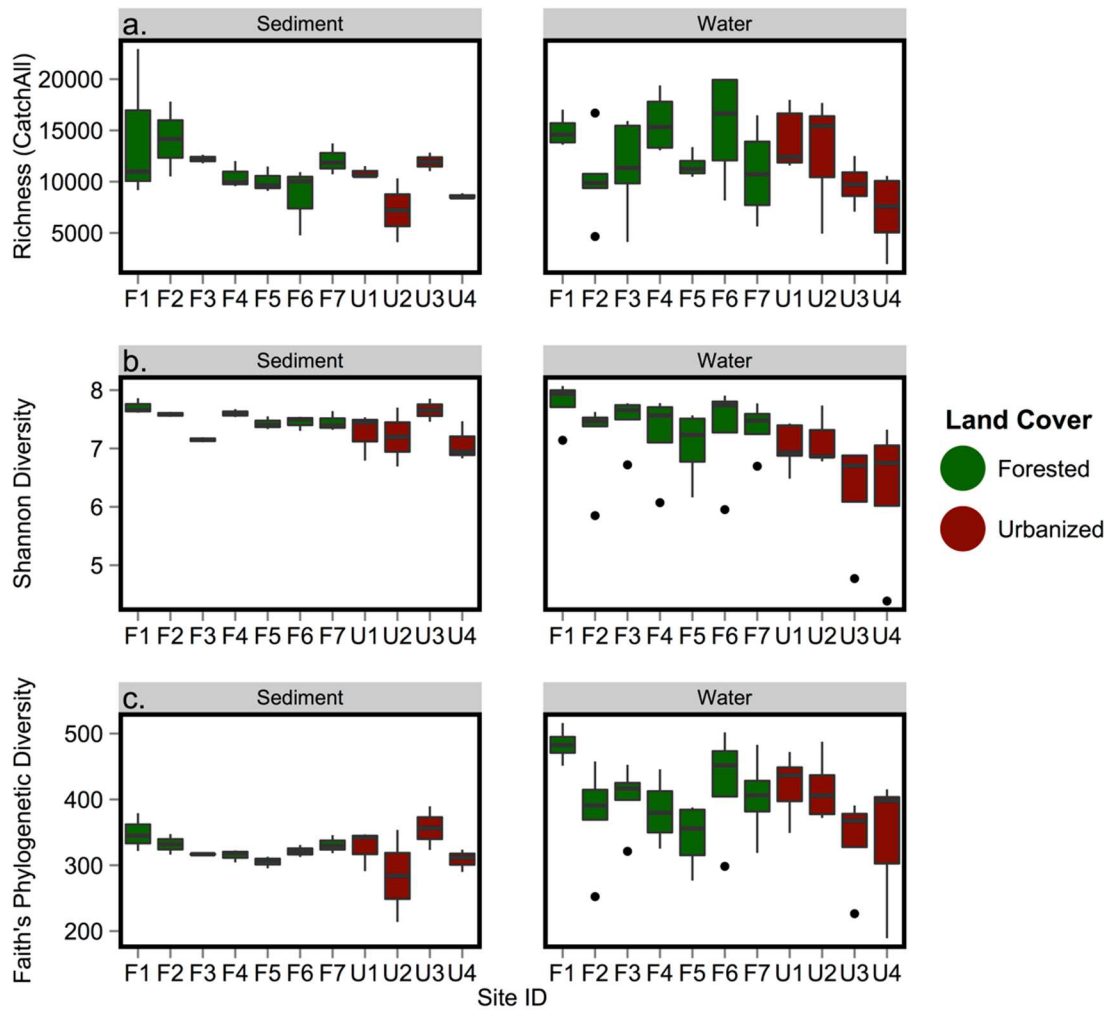 a.
Sediment
Water
Richness (CatchAll)
20000
15000
10000
5000
F1 F2 F3 F4 F5 F6 F7 U1 U2 U3 U4
F1 F2 F3 F4 F5 F6 F7 U1 U2 U3 U4
b.
Sediment
Water
Shannon Diversity
8
7
6
5
F1 F2 F3 F4 F5 F6 F7 U1 U2 U3 U4
F1 F2 F3 F4 F5 F6 F7 U1 U2 U3 U4
Land Cover
Forested
Urbanized
c.
Sediment
Water
Faith's Phylogenetic Diversity
500
400
300
200
F1 F2 F3 F4 F5 F6 F7 U1 U2 U3 U4
F1 F2 F3 F4 F5 F6 F7 U1 U2 U3 U4
Site ID